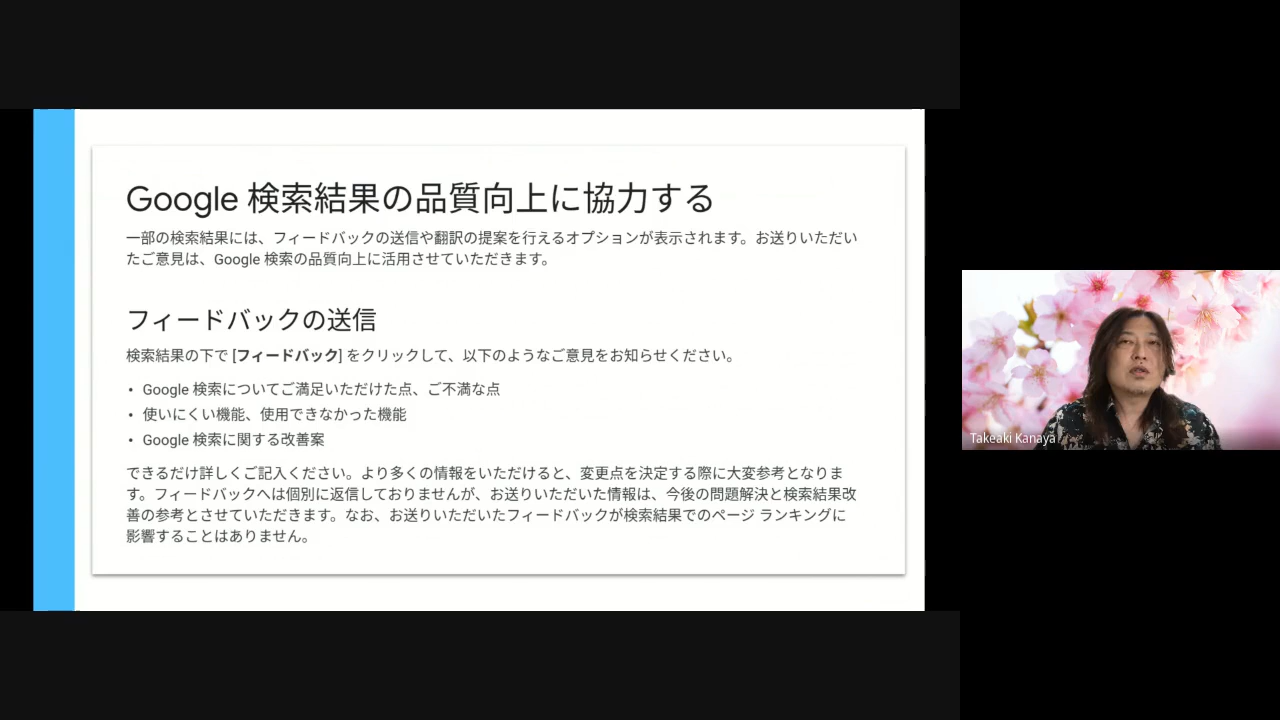 Google 検索結果の品質向上に協力する
一部の検索結果には、フィードバックの送信や翻訳の提案を行えるオプションが表示されます。お送りいただい
たご意見は、Google 検索の品質向上に活用させていただきます。
フィードバックの送信
検索結果の下で [フィードバック] をクリックして、以下のようなご意見をお知らせください。
• Google 検索についてご満足いただけた点、ご不満な点
• 使いにくい機能、使用できなかった機能
• Google 検索に関する改善案
できるだけ詳しくご記入ください。より多くの情報をいただけると、変更点を決定する際に大変参考となりま
す。フィードバックへは個別に返信しておりませんが、お送りいただいた情報は、今後の問題解決と検索結果改
善の参考とさせていただきます。なお、お送りいただいたフィードバックが検索結果でのページ ランキングに
影響することはありません。
Takeaki Kanaya